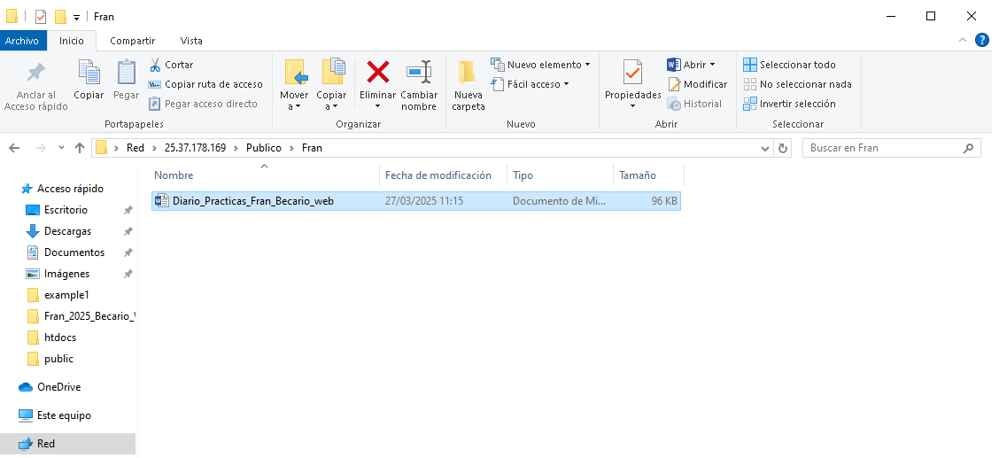 Fran
Archivo Inicio Compartir Vista
Anclar al Acceso rápido
Copiar
Pegar
Cortar
Copiar ruta de acceso
Pegar acceso directo
Portapapeles
Mover a
Copiar a
Eliminar
Cambiar nombre
Organizar
Nueva carpeta
Nuevo elemento
Fácil acceso
Nuevo
Propiedades
Abrir
Modificar
Historial
Abrir
Seleccionar todo
No seleccionar nada
Invertir selección
Seleccionar
Red › 25.37.178.169 › Publico › Fran
Buscar en Fran
Nombre Fecha de modificación Tipo Tamaño
Diario_Practicas_Fran_Becario_web 27/03/2025 11:15 Documento de Mi... 96 KB
Acceso rápido
Escritorio
Descargas
Documentos
Imágenes
example1
Fran_2025_Becario_
htdocs
public
OneDrive
Este equipo
Red